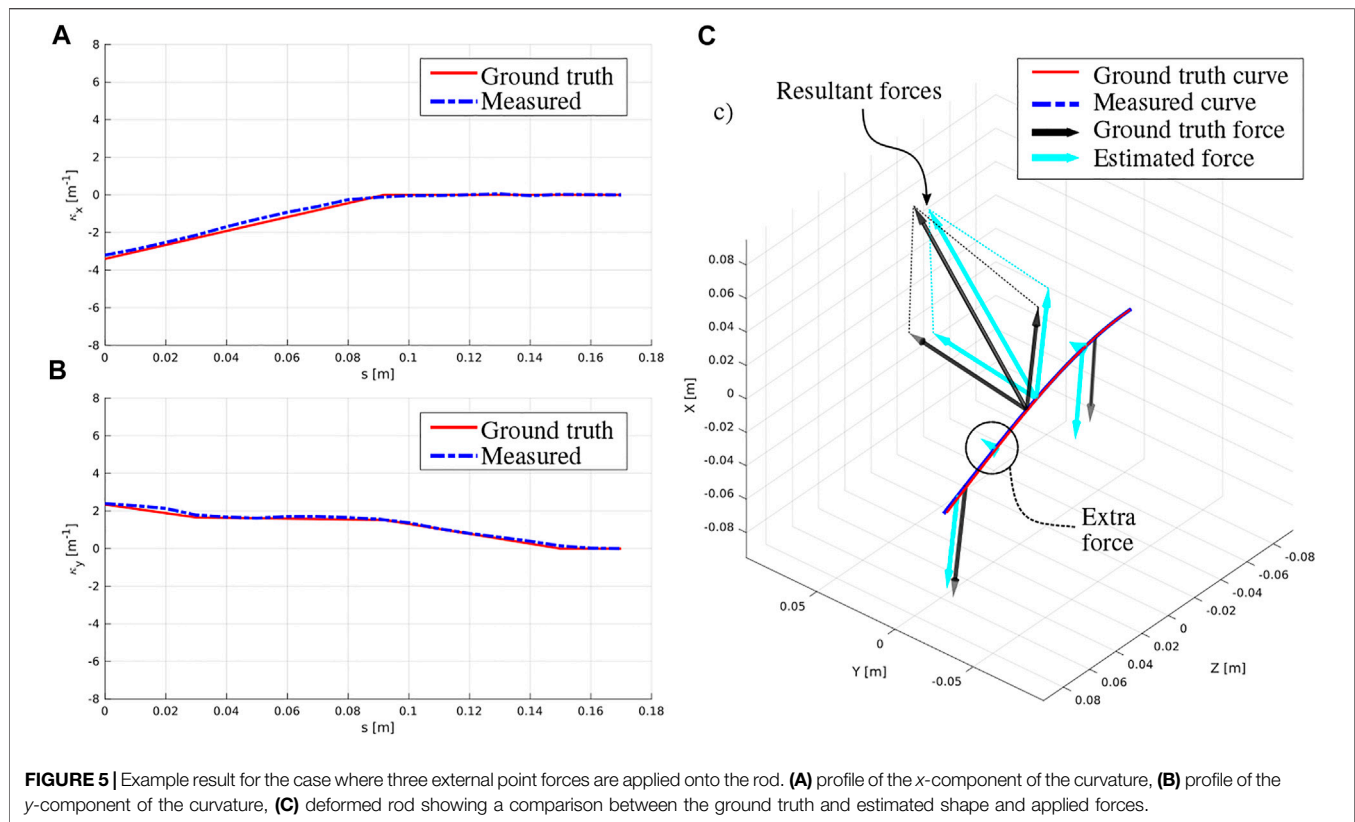 A
8
6
4
2
0
-2
-4
-6
-8
κx [m-1]
Ground truth
Measured
0 0.02 0.04 0.06 0.08 0.1 0.12 0.14 0.16 0.18
s [m]
B
8
6
4
2
0
-2
-4
-6
-8
κy [m-1]
Ground truth
Measured
0 0.02 0.04 0.06 0.08 0.1 0.12 0.14 0.16 0.18
s [m]
C
c)
Resultant forces
Ground truth curve
Measured curve
Ground truth force
Estimated force
0.08
0.06
0.04
0.02
0
-0.02
-0.04
-0.06
-0.08
X [m]
Extra
force
0.05
0
-0.05
Y [m]
-0.08
-0.06
-0.04
-0.02
0
0.02
0.04
0.06
0.08
Z [m]
FIGURE 5 | Example result for the case where three external point forces are applied onto the rod. (A) profile of the x-component of the curvature, (B) profile of the
y-component of the curvature, (C) deformed rod showing a comparison between the ground truth and estimated shape and applied forces.